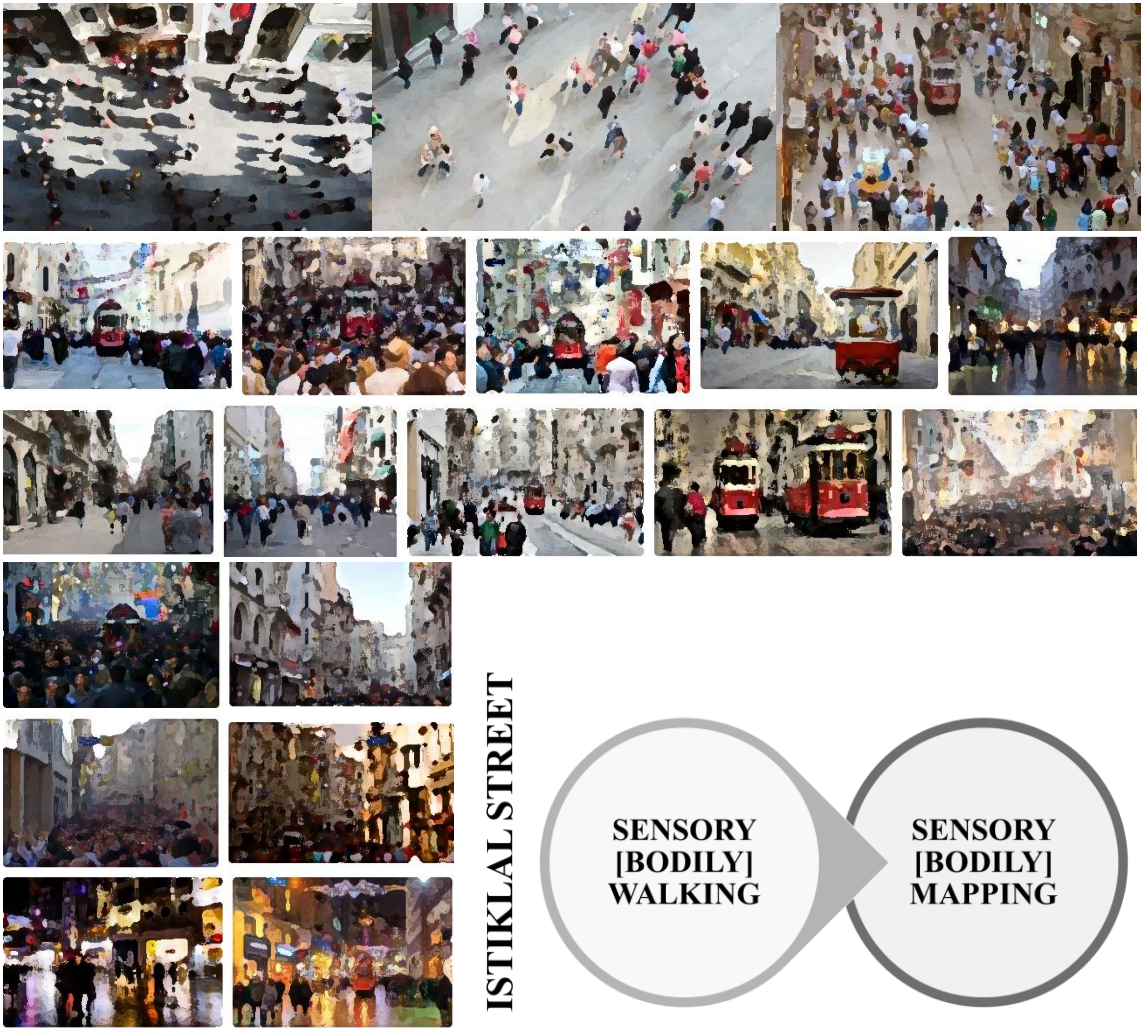 ISTIKLAL STREET
SENSORY
[BODILY]
WALKING
SENSORY
[BODILY]
MAPPING